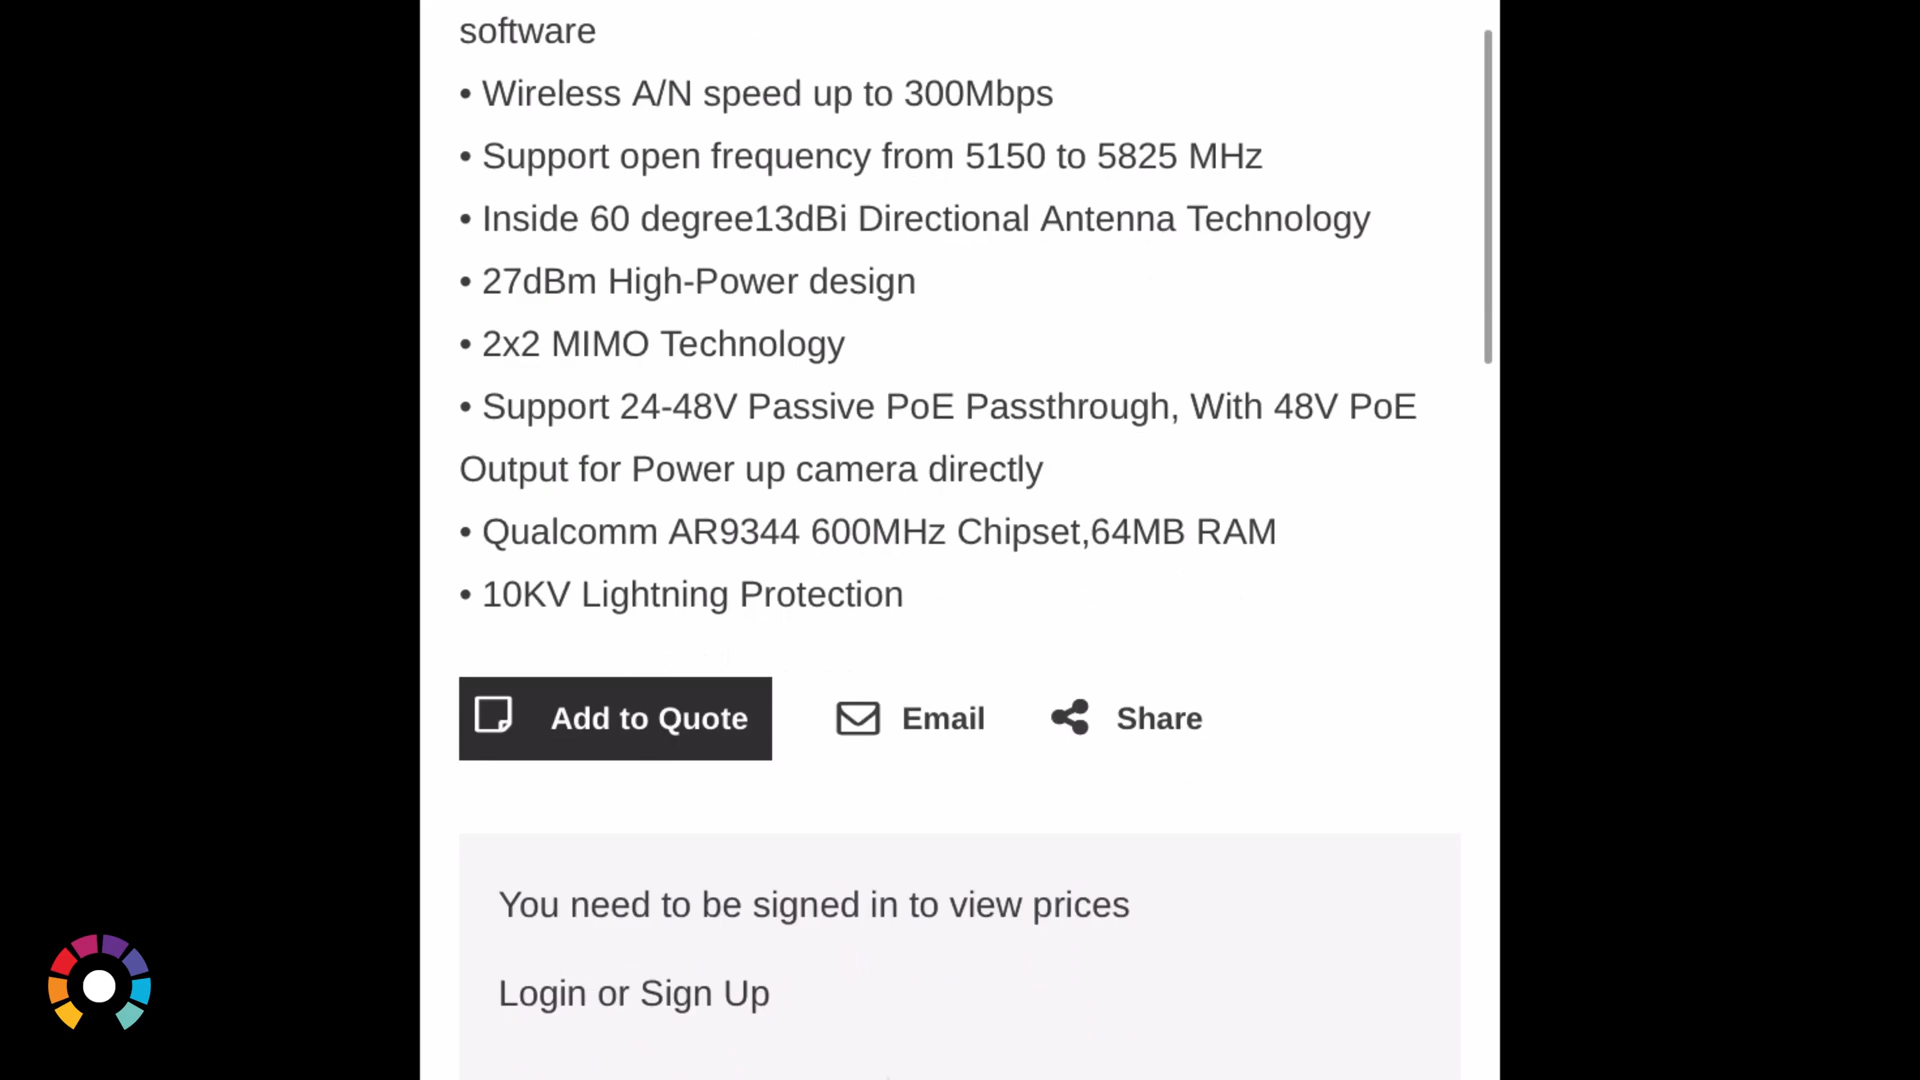 software
• Wireless A/N speed up to 300Mbps
• Support open frequency from 5150 to 5825 MHz
• Inside 60 degree13dBi Directional Antenna Technology
• 27dBm High-Power design
• 2x2 MIMO Technology
• Support 24-48V Passive PoE Passthrough, With 48V PoE
Output for Power up camera directly
• Qualcomm AR9344 600MHz Chipset,64MB RAM
• 10KV Lightning Protection
Add to Quote Email Share
You need to be signed in to view prices
Login or Sign Up